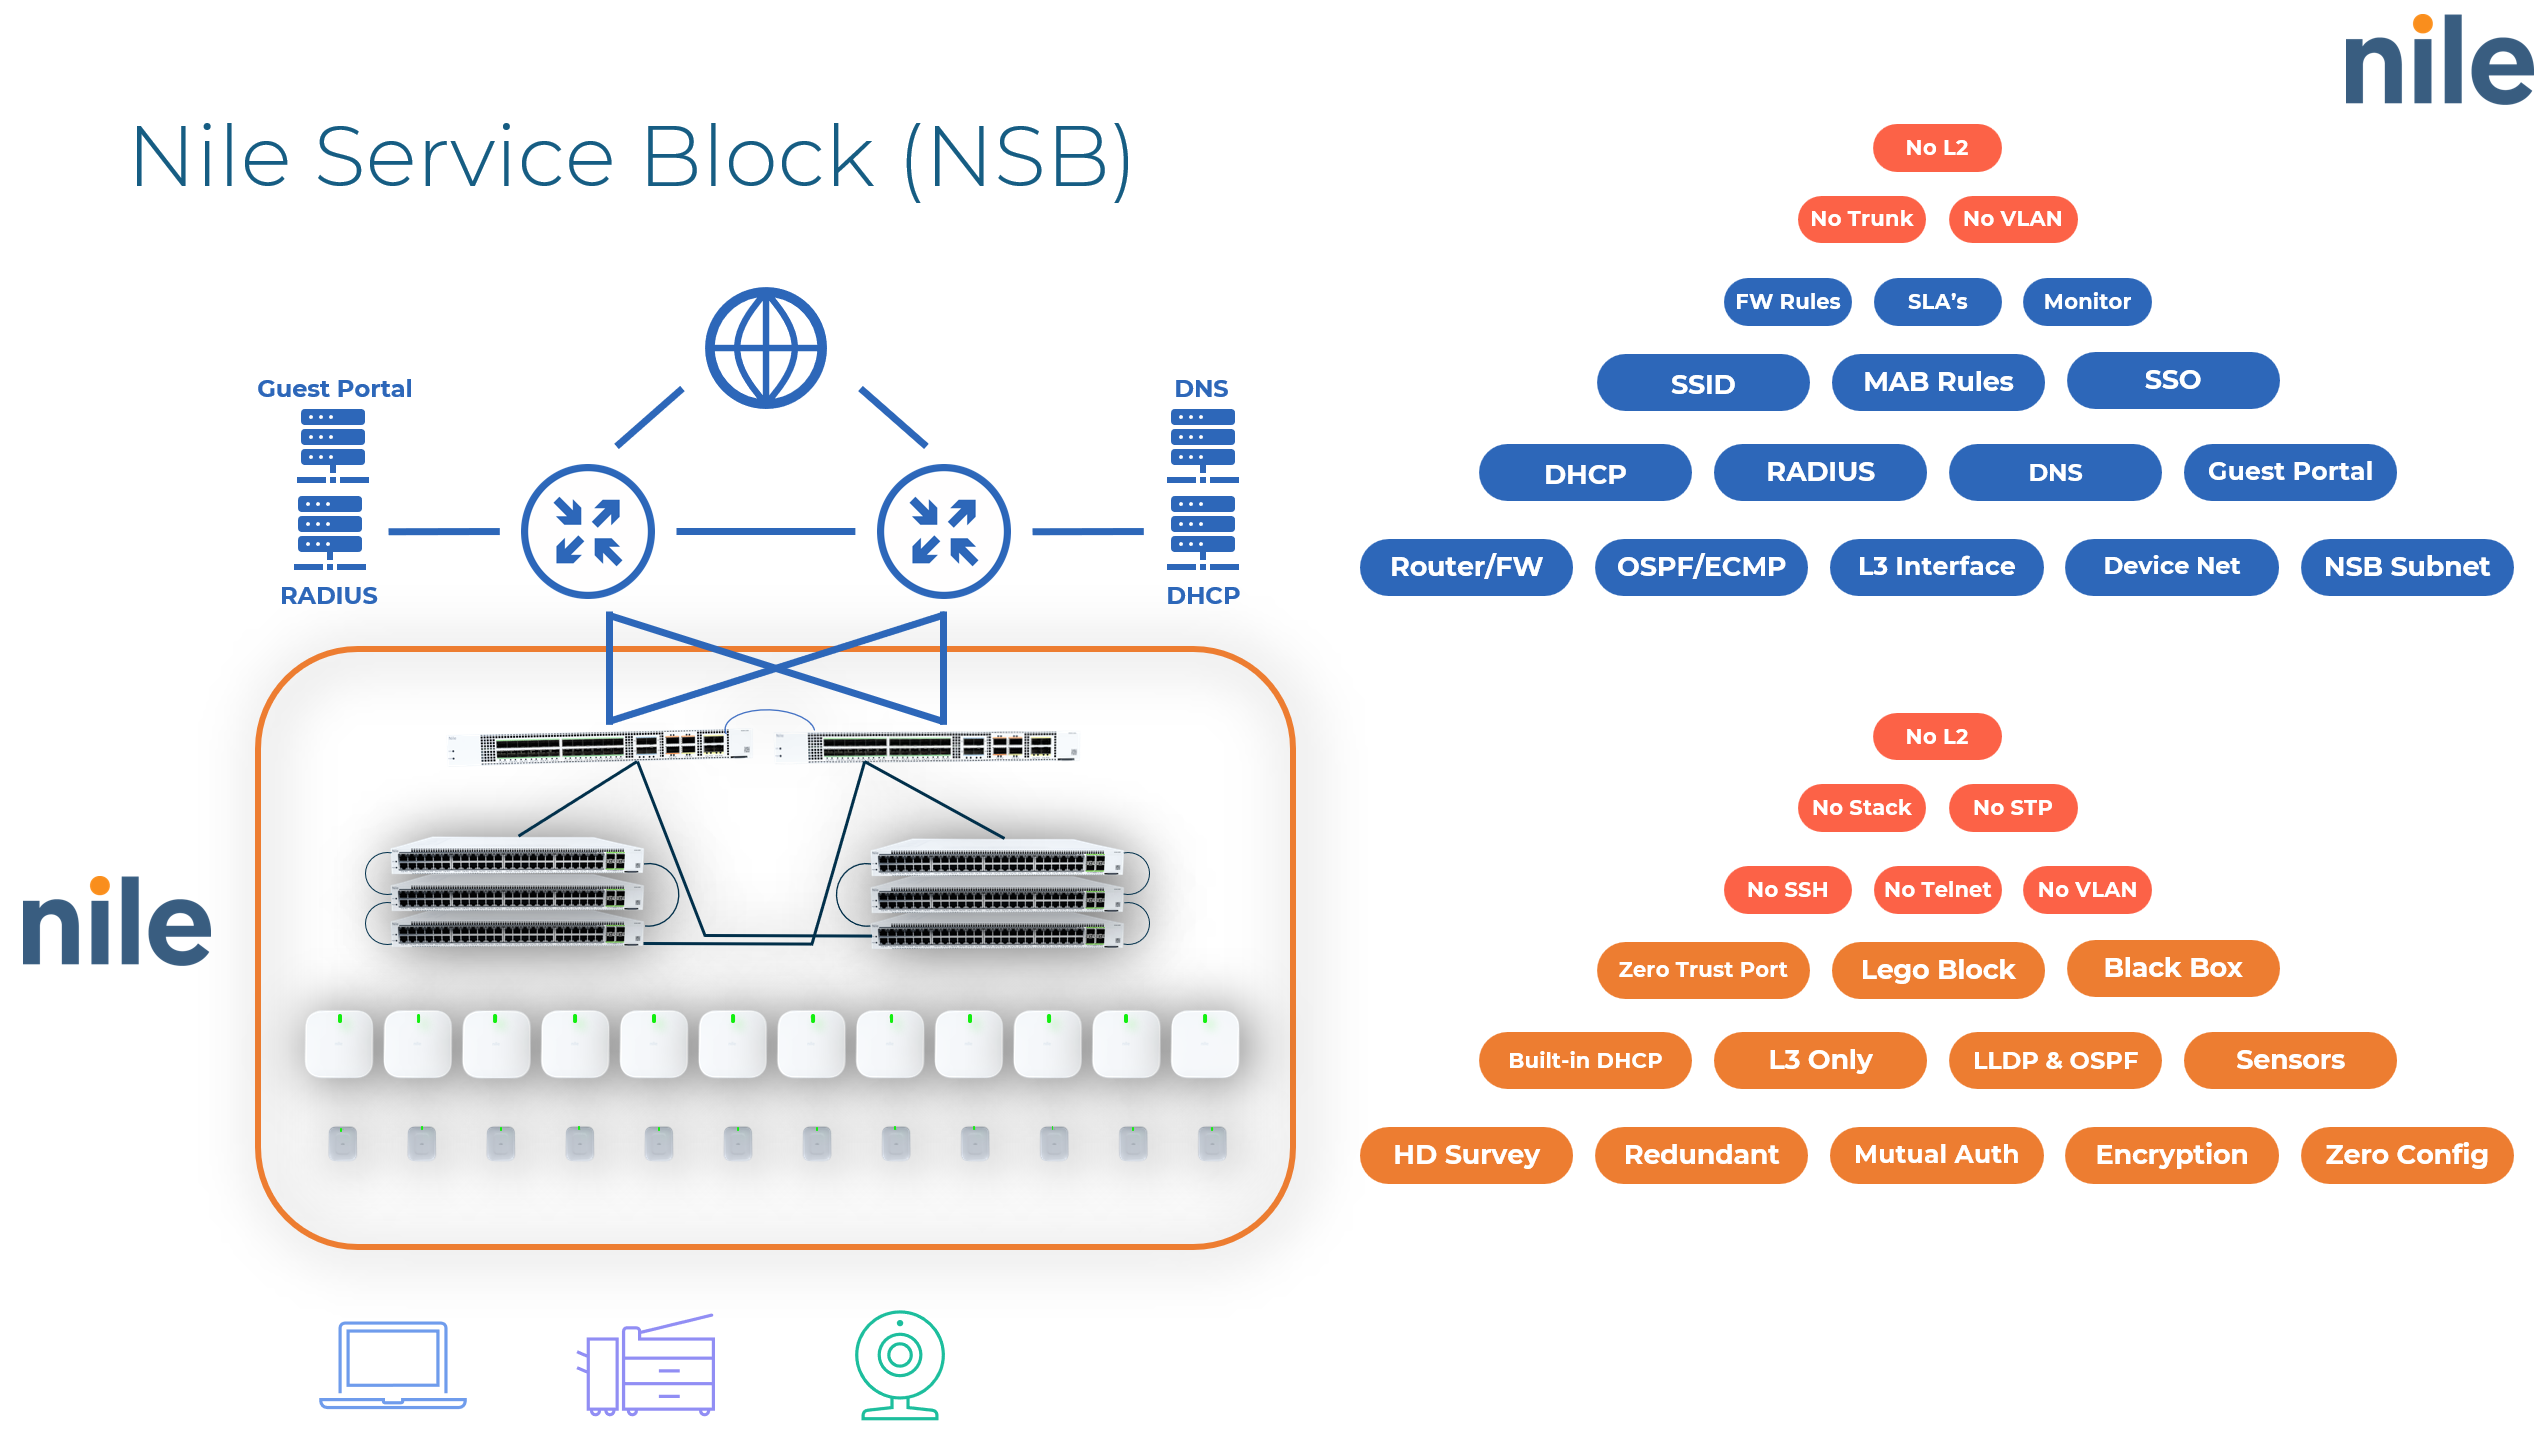 nile
Nile Service Block (NSB)
Guest Portal
RADIUS
DNS
DHCP
nile
No L2
No Trunk
No VLAN
FW Rules
SLA’s
Monitor
SSID
MAB Rules
SSO
DHCP
RADIUS
DNS
Guest Portal
Router/FW
OSPF/ECMP
L3 Interface
Device Net
NSB Subnet
No L2
No Stack
No STP
No SSH
No Telnet
No VLAN
Zero Trust Port
Lego Block
Black Box
Built-in DHCP
L3 Only
LLDP & OSPF
Sensors
HD Survey
Redundant
Mutual Auth
Encryption
Zero Config